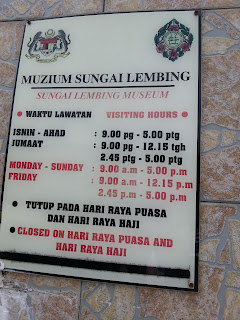 MUZIUM SUNGAI LEMBING
SUNGAI LEMBING MUSEUM
● WAKTU LAWATAN VISITING HOURS ●
ISNIN - AHAD : 9.00 pg - 5.00 ptg
JUMAAT : 9.00 pg - 12.15 tgh
2.45 ptg - 5.00 ptg
MONDAY - SUNDAY : 9.00 a.m - 5.00 p.m
FRIDAY : 9.00 a.m - 12.15 p.m
2.45 p.m - 5.00 p.m
● TUTUP PADA HARI RAYA PUASA
DAN HARI RAYA HAJI
● CLOSED ON HARI RAYA PUASA AND
HARI RAYA HAJI